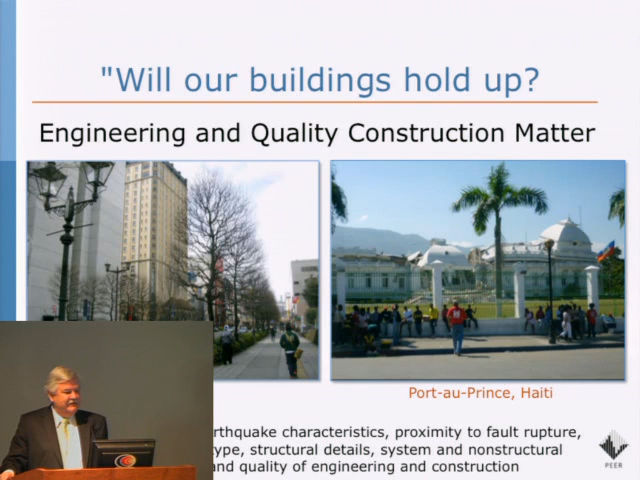 "Will our buildings hold up?
Engineering and Quality Construction Matter
Port-au-Prince, Haiti
earthquake characteristics, proximity to fault rupture,
type, structural details, system and nonstructural
and quality of engineering and construction
PEER